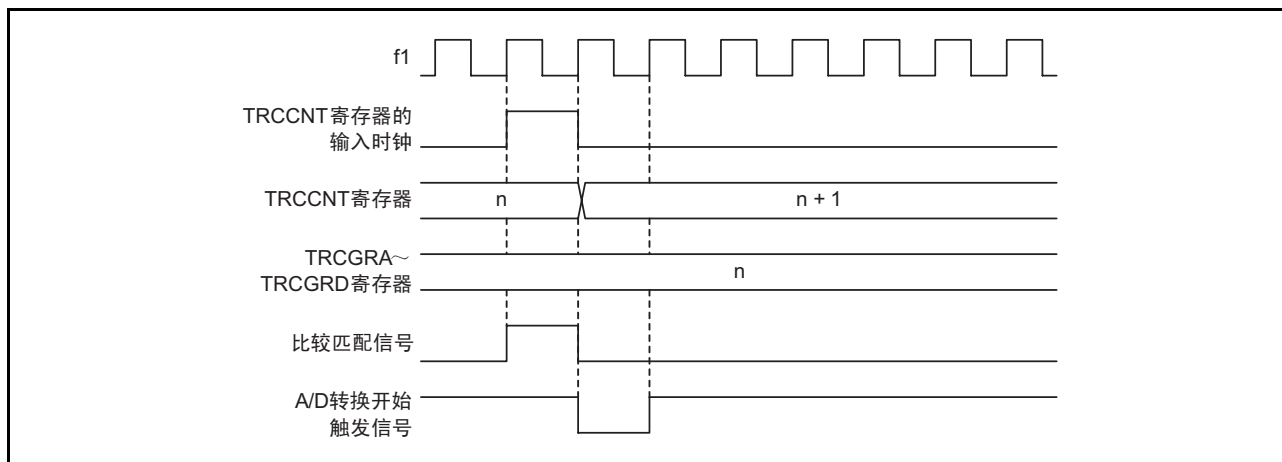 f1
TRCCNT寄存器的
输入时钟
TRCCNT寄存器
n
n + 1
TRCGRA～
TRCGRD寄存器
n
比较匹配信号
A/D转换开始
触发信号